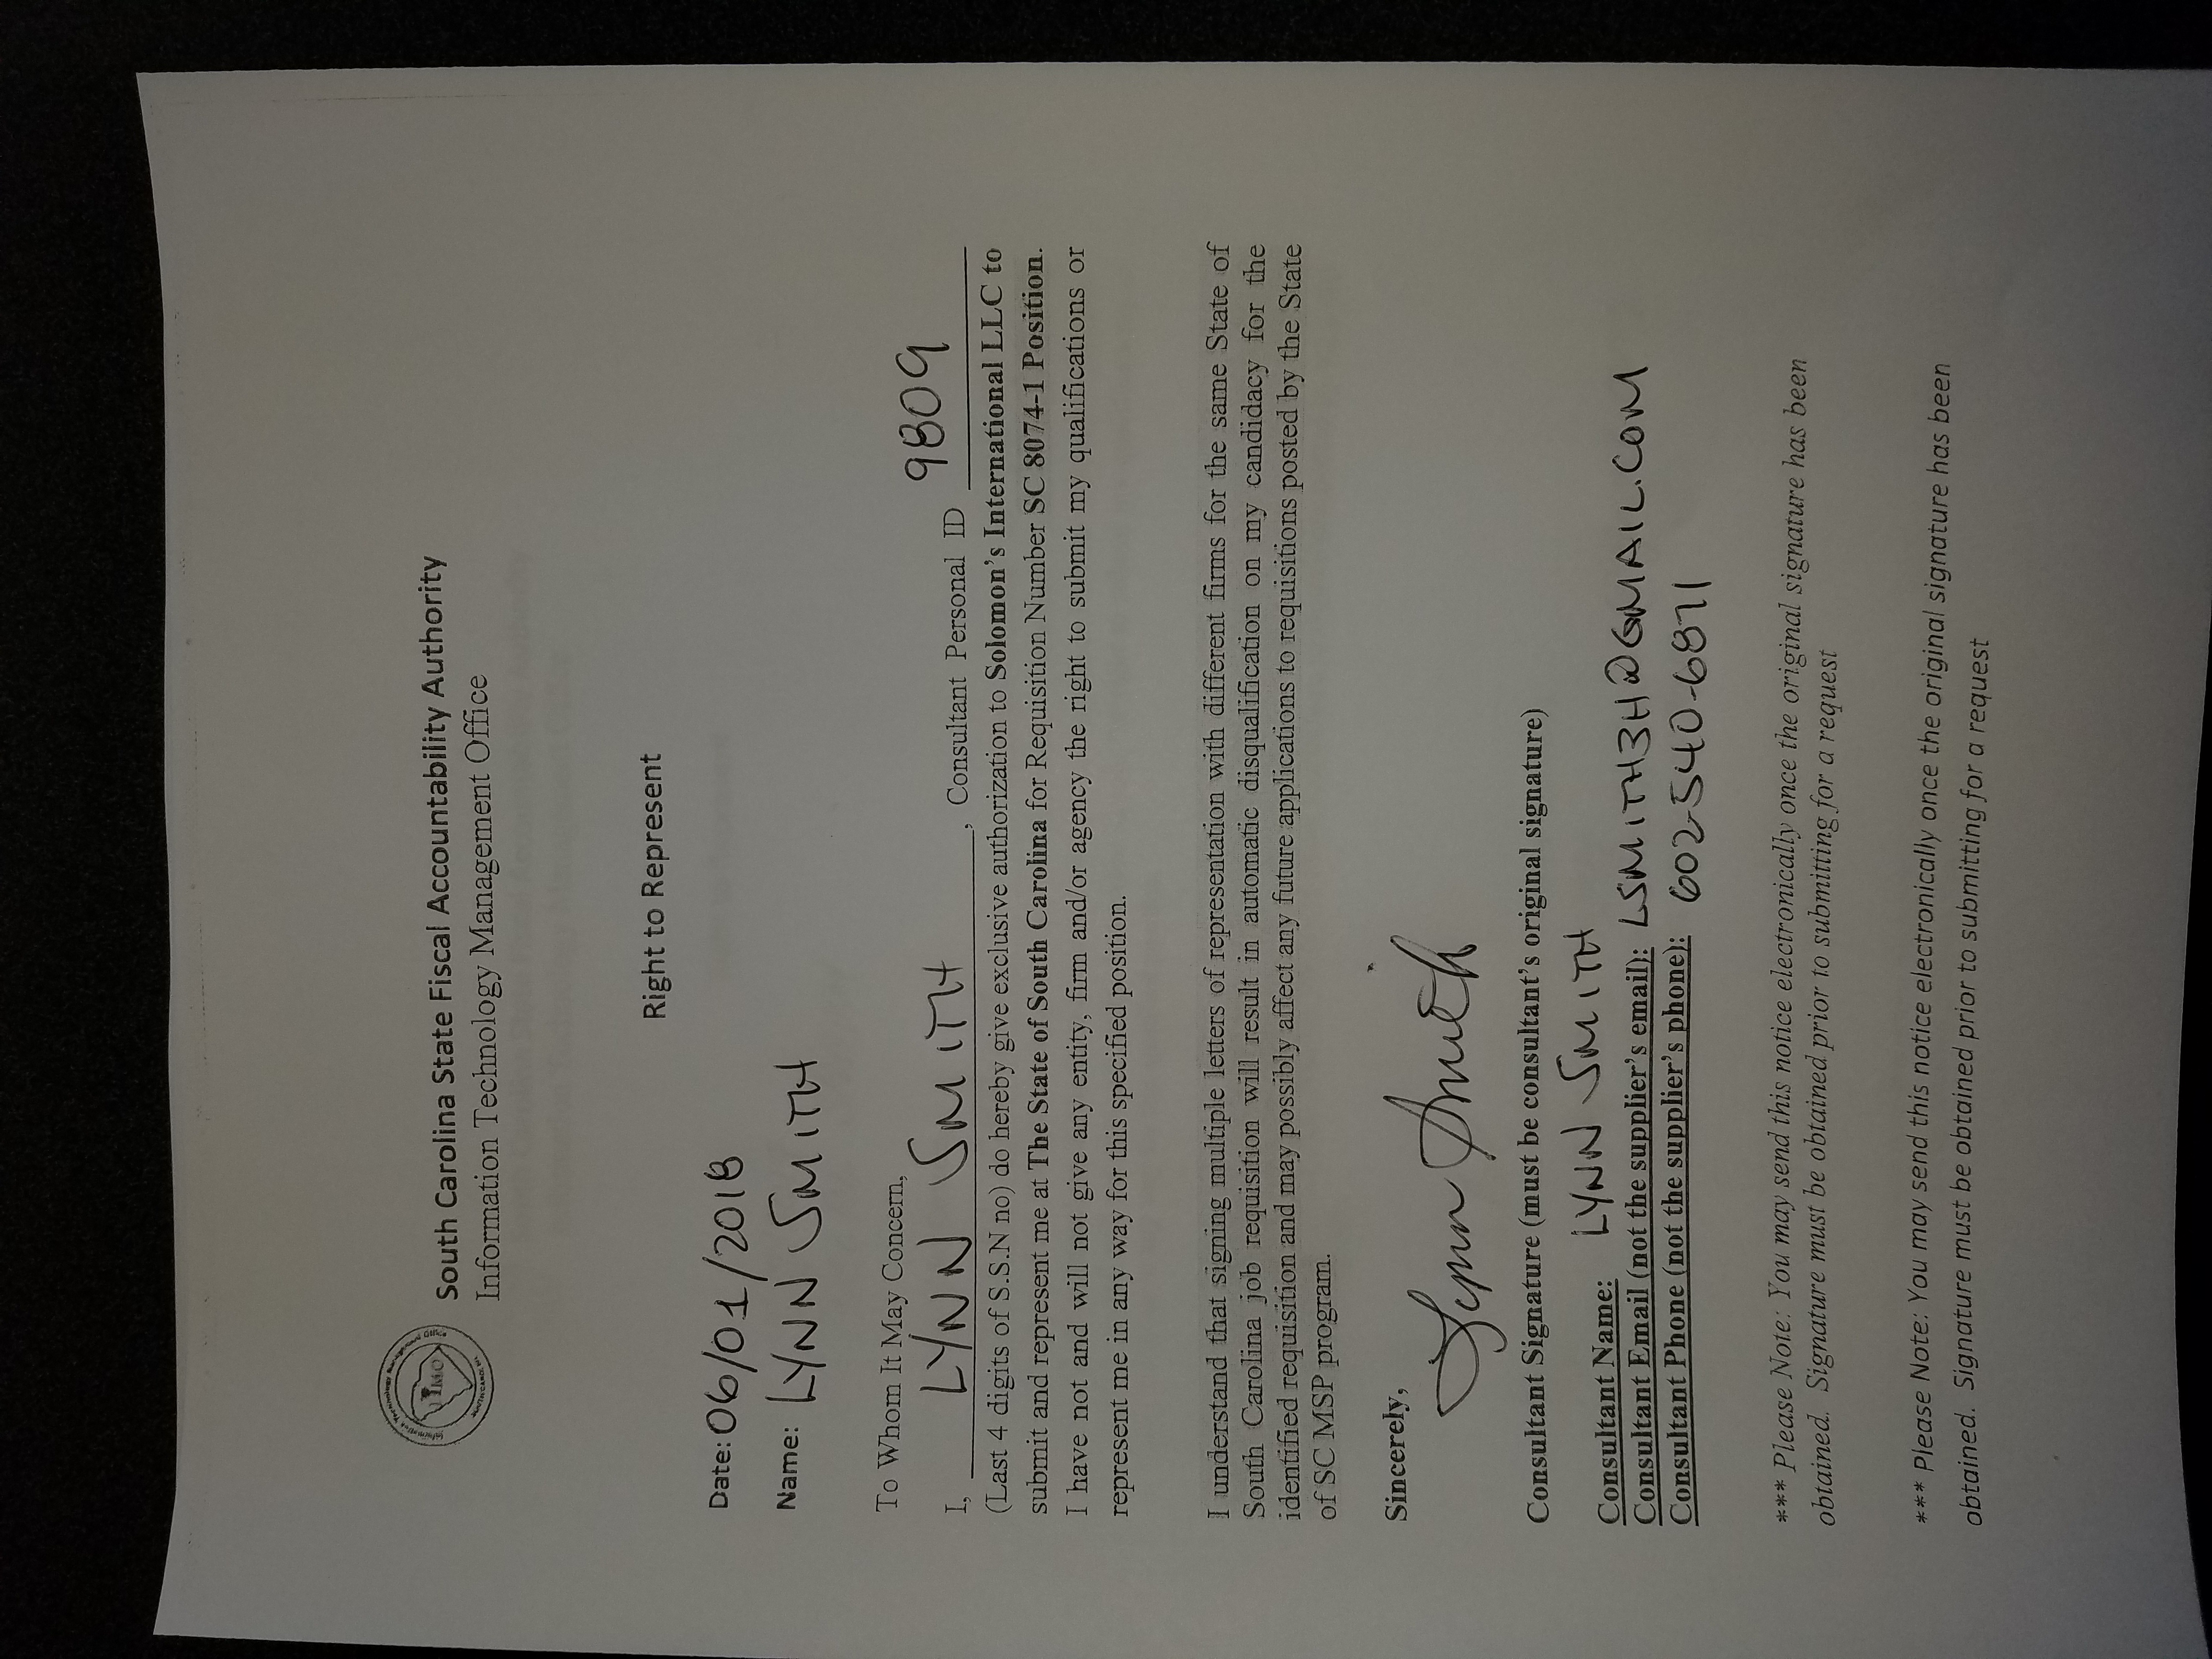 Information Technology Management Office
ITMO
SOUTH CAROLINA
South Carolina State Fiscal Accountability Authority
Information Technology Management Office
Right to Represent
Date: 06/01/2018
Name: LYNN SMITH
To Whom It May Concern,
I, LYNN SMITH, Consultant Personal ID 9809
(Last 4 digits of S.S.N no) do hereby give exclusive authorization to Solomon's International LLC to
submit and represent me at The State of South Carolina for Requisition Number SC 8074-1 Position.
I have not and will not give any entity, firm and/or agency the right to submit my qualifications or
represent me in any way for this specified position.
I understand that signing multiple letters of representation with different firms for the same State of
South Carolina job requisition will result in automatic disqualification on my candidacy for the
identified requisition and may possibly affect any future applications to requisitions posted by the State
of SC MSP program.
Sincerely,
Lynn Smith
Consultant Signature (must be consultant's original signature)
Consultant Name: LYNN SMITH
Consultant Email (not the supplier's email): LSMITH3H@GMAIL.COM
Consultant Phone (not the supplier's phone): 602-540-6871
*** Please Note: You may send this notice electronically once the original signature has been
obtained. Signature must be obtained prior to submitting for a request
*** Please Note: You may send this notice electronically once the original signature has been
obtained. Signature must be obtained prior to submitting for a request